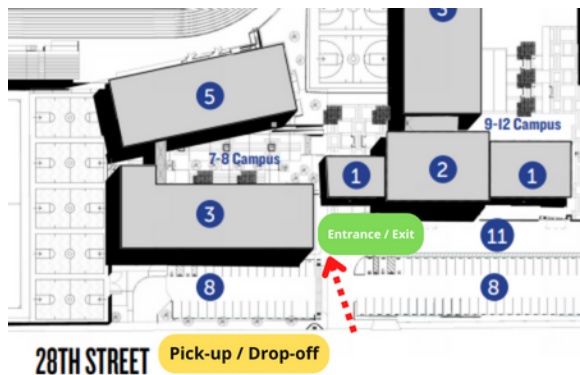 3
5
9-12 Campus
7-8 Campus
1
2
1
3
Entrance / Exit
11
8
8
28TH STREET
Pick-up / Drop-off